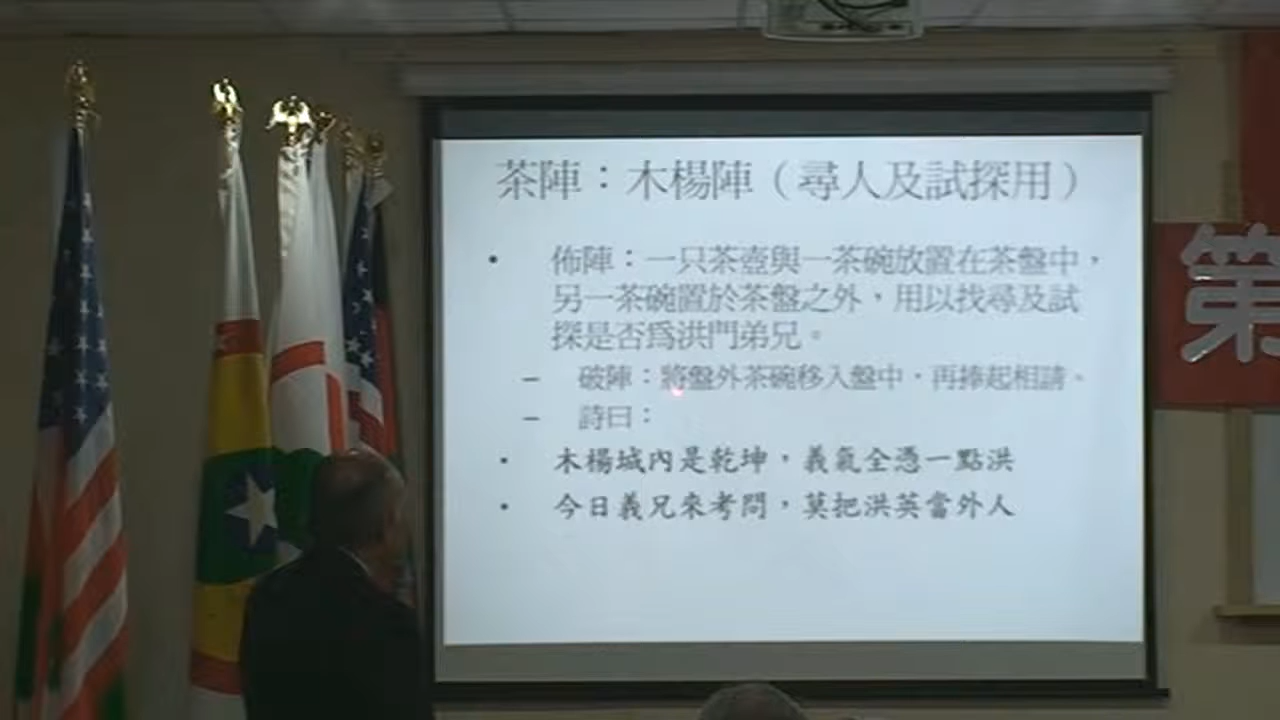 茶陣：木楊陣（尋人及試探用）
• 佈陣：一只茶壺與一茶碗放置在茶盤中，
另一茶碗置於茶盤之外，用以找尋及試
探是否為洪門弟兄。
– 破陣：將盤外茶碗移入盤中，再捧起相請。
– 詩曰：
• 木楊城內是乾坤，義氣全憑一點洪
• 今日義兄來考問，莫把洪英當外人
第